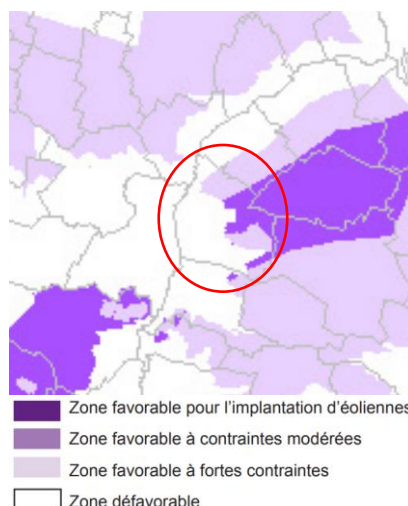 Zone favorable pour l'implantation d'éoliennes
Zone favorable à contraintes modérées
Zone favorable à fortes contraintes
Zone défavorable